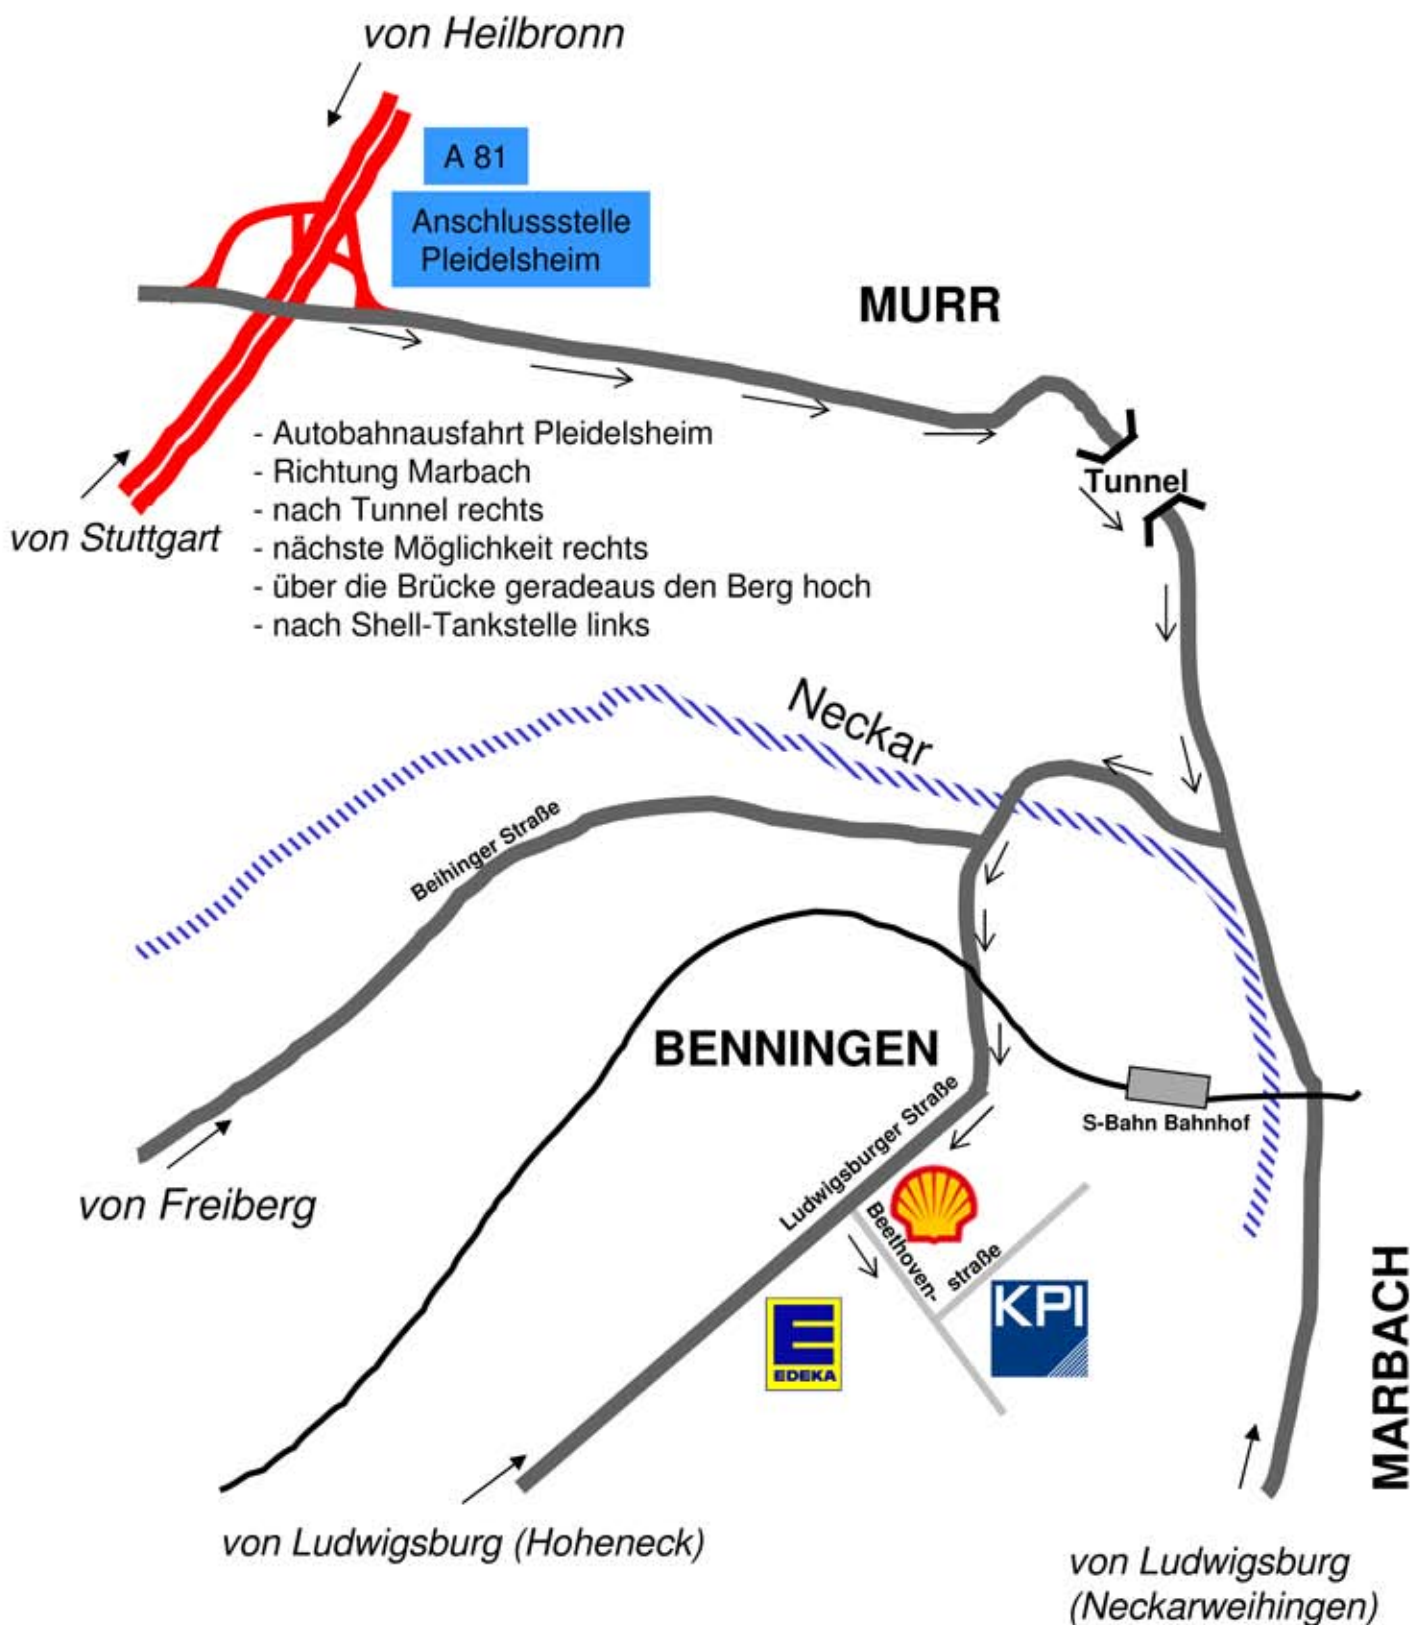 von Heilbronn
A 81
Anschlussstelle
Pleidelsheim
MURR
- Autobahnausfahrt Pleidelsheim
- Richtung Marbach
- nach Tunnel rechts
- nächste Möglichkeit rechts
- über die Brücke geradeaus den Berg hoch
- nach Shell-Tankstelle links
Tunnel
von Stuttgart
Neckar
Beihinger Straße
BENNINGEN
Ludwigsburger Straße
S-Bahn Bahnhof
von Freiberg
Beethoven-
straße
KPI
E
EDEKA
MARBACH
von Ludwigsburg (Hoheneck)
von Ludwigsburg
(Neckarweihingen)